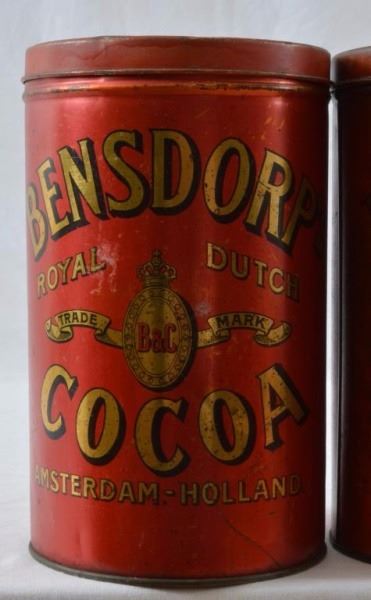 BENSDORP'S
ROYAL DUTCH
TRADE MARK
B&C
COCOA
AMSTERDAM-HOLLAND